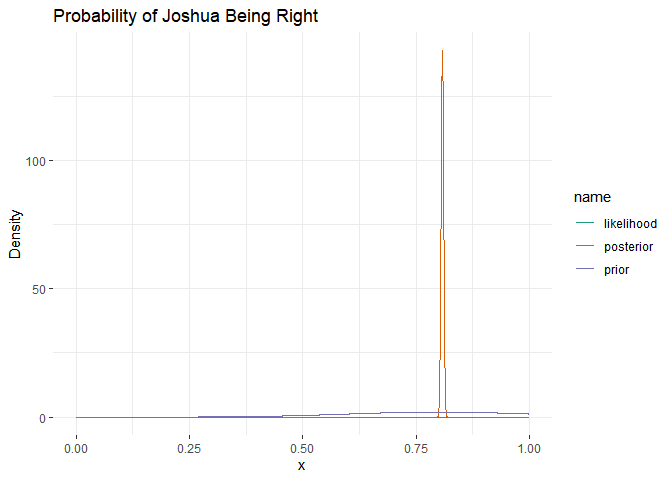 Probability of Joshua Being Right
Density
100
50
0
0.00 0.25 0.50 0.75 1.00
x
name
likelihood
posterior
prior